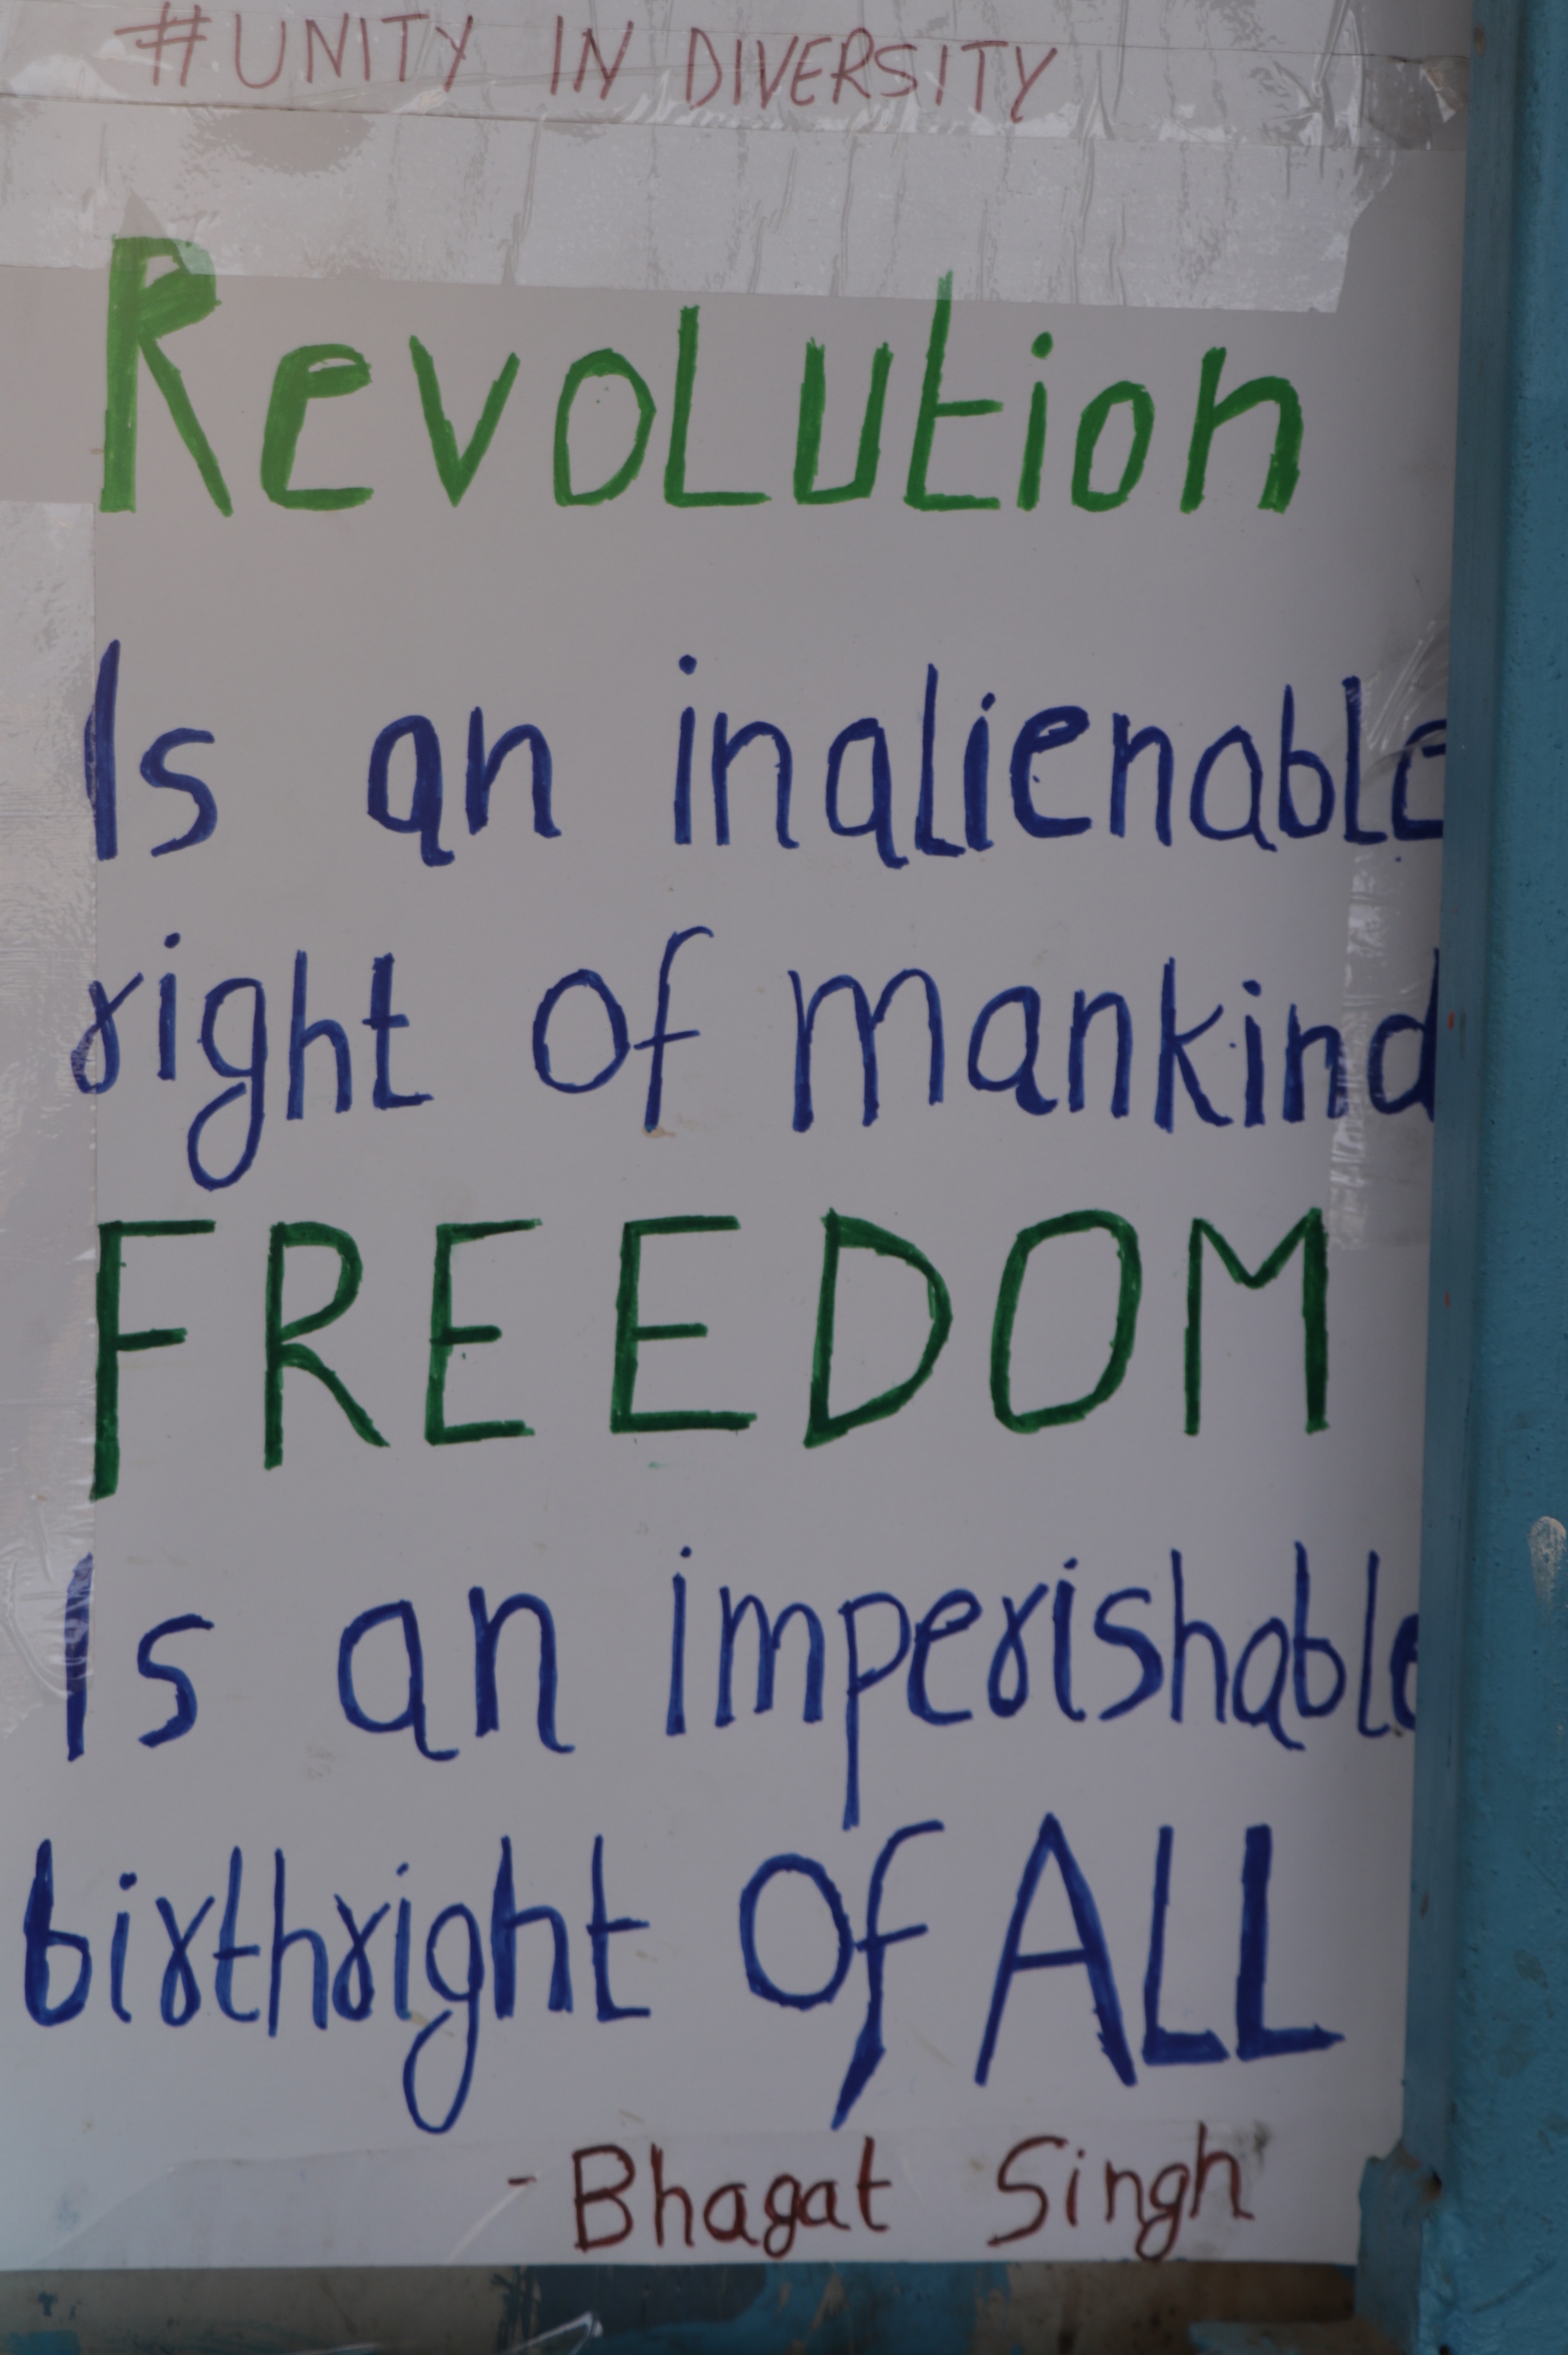 #UNITY IN DIVERSITY
Revolution
Is an inalienable
right of mankind
FREEDOM
Is an imperishable
birthright of ALL
- Bhagat Singh